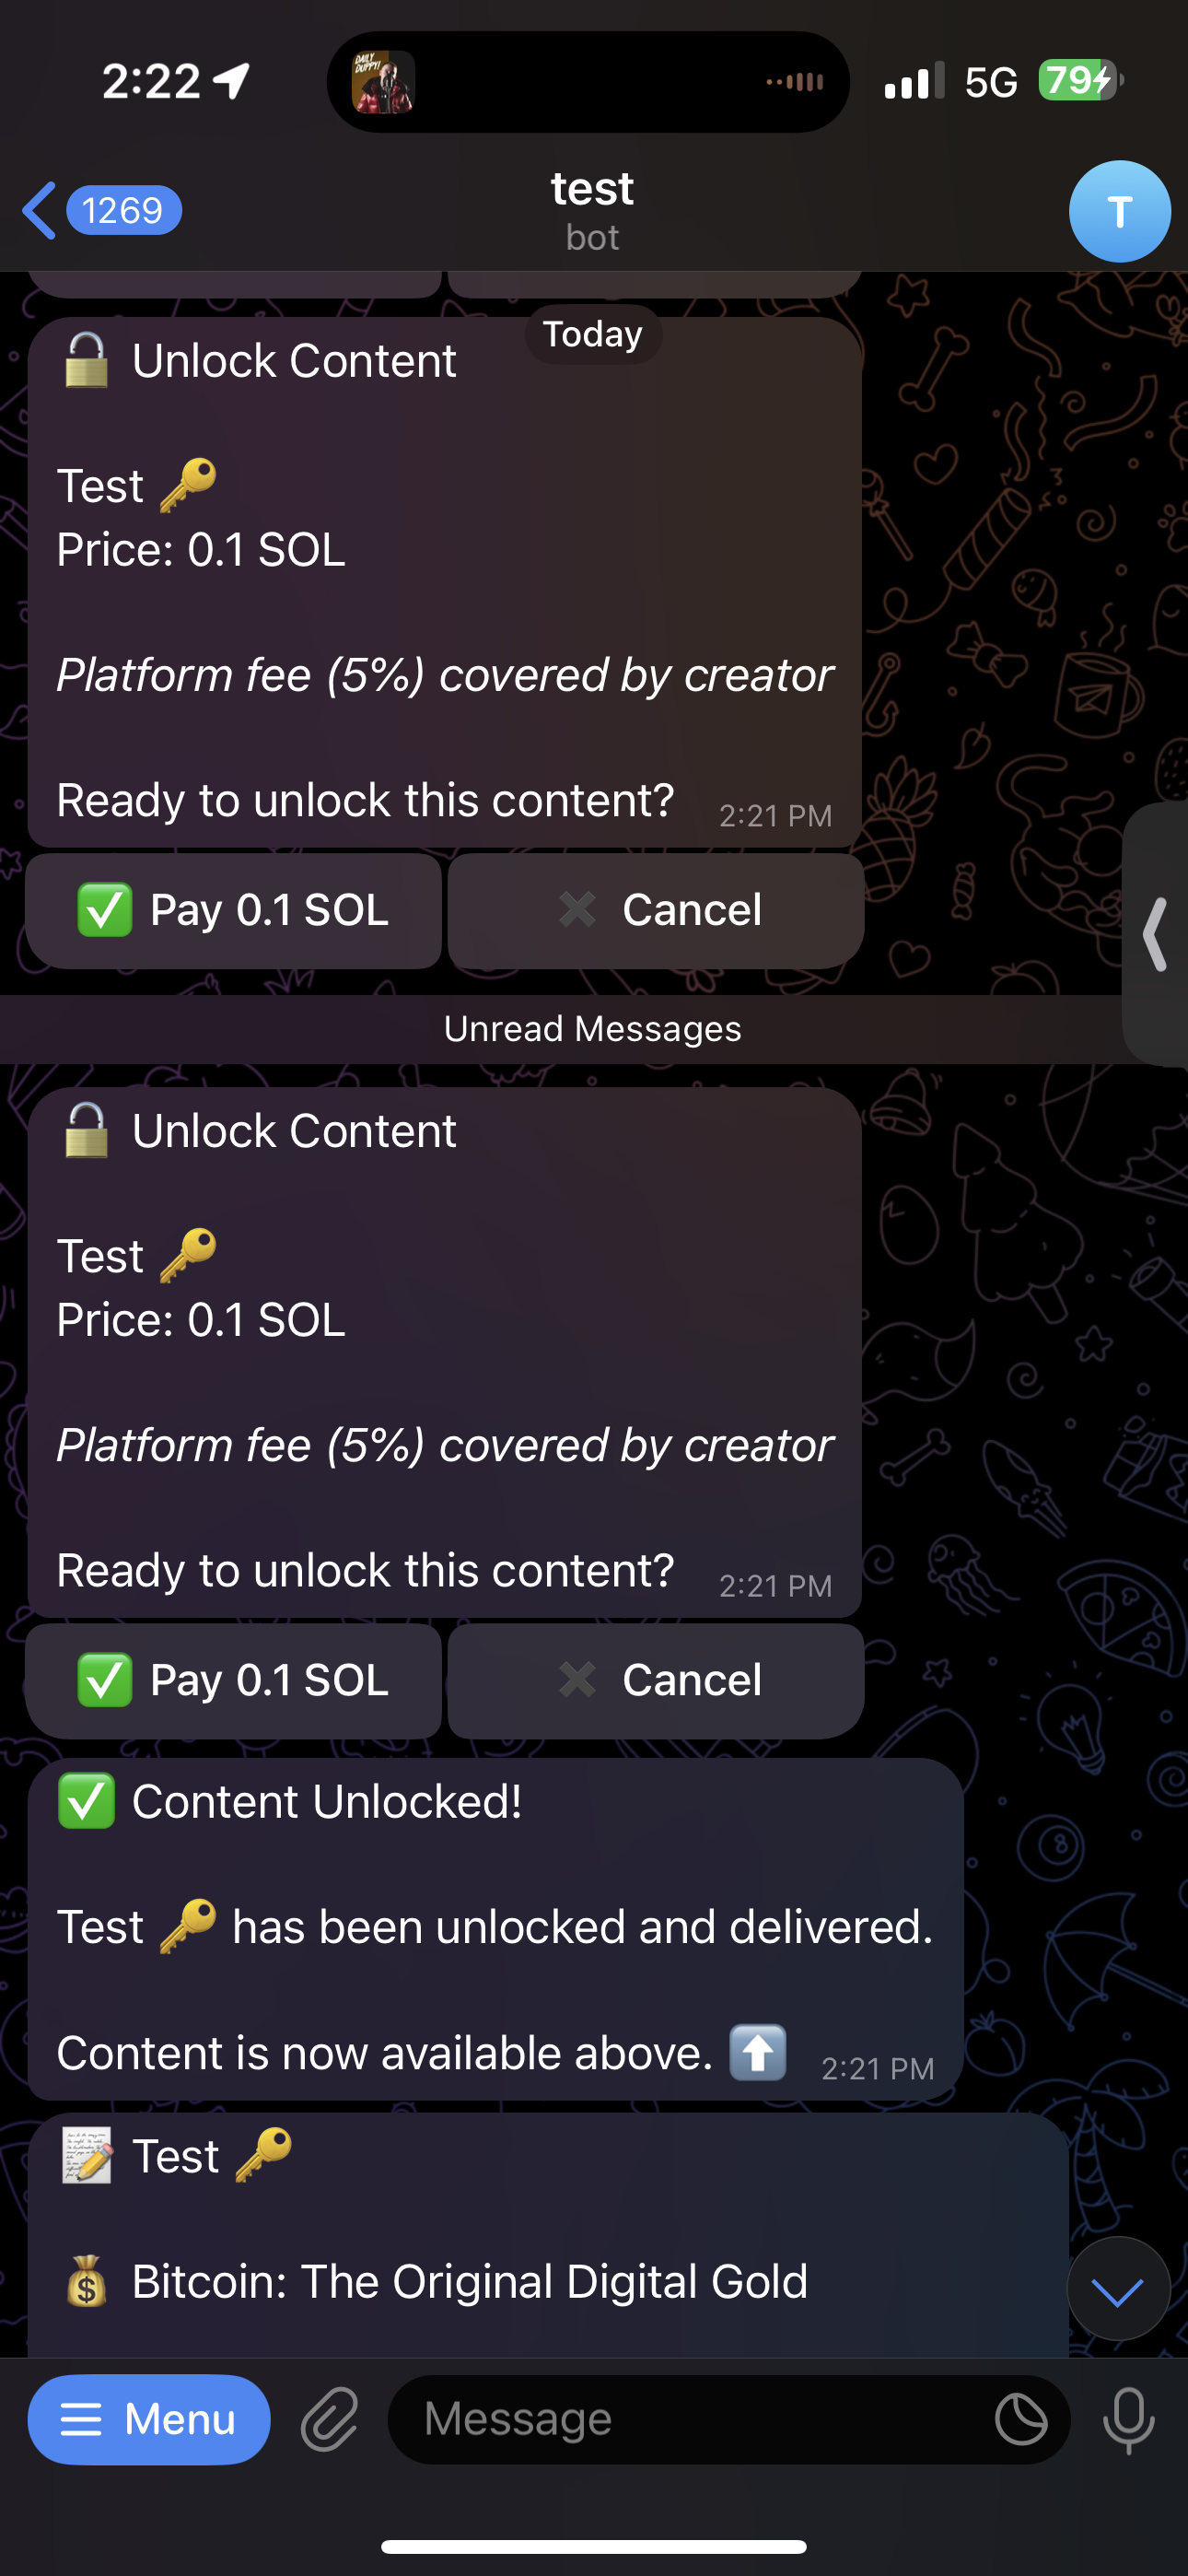 2:22
DAILY DUPPY!
5G
79
1269
test
bot
T
Today
🔓 Unlock Content
Test 🔑
Price: 0.1 SOL
Platform fee (5%) covered by creator
Ready to unlock this content?
2:21 PM
✅ Pay 0.1 SOL
✖ Cancel
Unread Messages
🔓 Unlock Content
Test 🔑
Price: 0.1 SOL
Platform fee (5%) covered by creator
Ready to unlock this content?
2:21 PM
✅ Pay 0.1 SOL
✖ Cancel
✅ Content Unlocked!
Test 🔑 has been unlocked and delivered.
Content is now available above. ⬆️
2:21 PM
📝 Test 🔑
💰 Bitcoin: The Original Digital Gold
Menu
Message